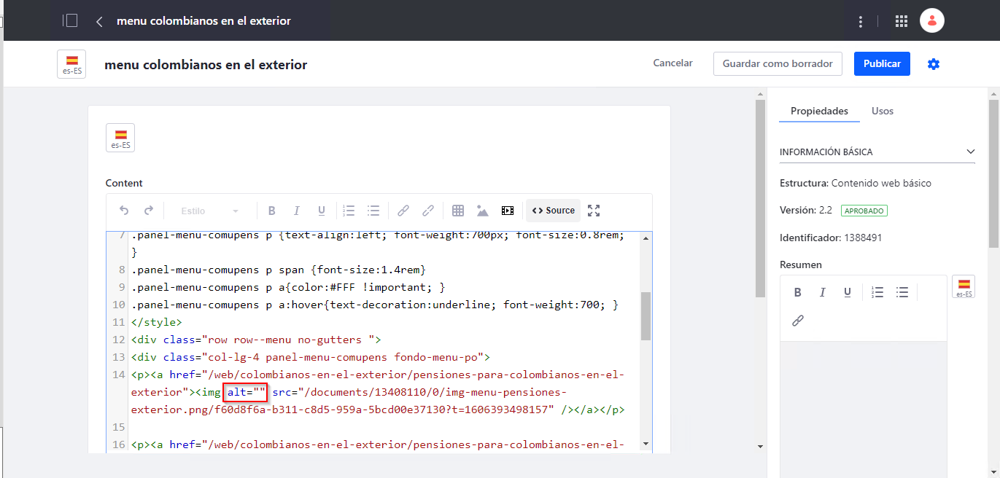 menu colombianos en el exterior
es-ES
menu colombianos en el exterior
Cancelar
Guardar como borrador
Publicar
es-ES
Content
Estilo
B I U
Source
7 .panel-menu-comupens p {text-align:left; font-weight:700px; font-size:0.8rem;
}
8 .panel-menu-comupens p span {font-size:1.4rem}
9 .panel-menu-comupens p a{color:#FFF !important; }
10 .panel-menu-comupens p a:hover{text-decoration:underline; font-weight:700; }
11 </style>
12 <div class="row row--menu no-gutters ">
13 <div class="col-lg-4 panel-menu-comupens fondo-menu-po">
14 <p><a href="/web/colombianos-en-el-exterior/pensiones-para-colombianos-en-el-
exterior"><img alt="" src="/documents/13408110/0/img-menu-pensiones-
exterior.png/f60d8f6a-b311-c8d5-959a-5bcd00e37130?t=1606393498157" /></a></p>
15
16 <p><a href="/web/colombianos-en-el-exterior/pensiones-para-colombianos-en-el-
Propiedades
Usos
INFORMACIÓN BÁSICA
Estructura: Contenido web básico
Versión: 2.2 APROBADO
Identificador: 1388491
Resumen
B I U
es-ES